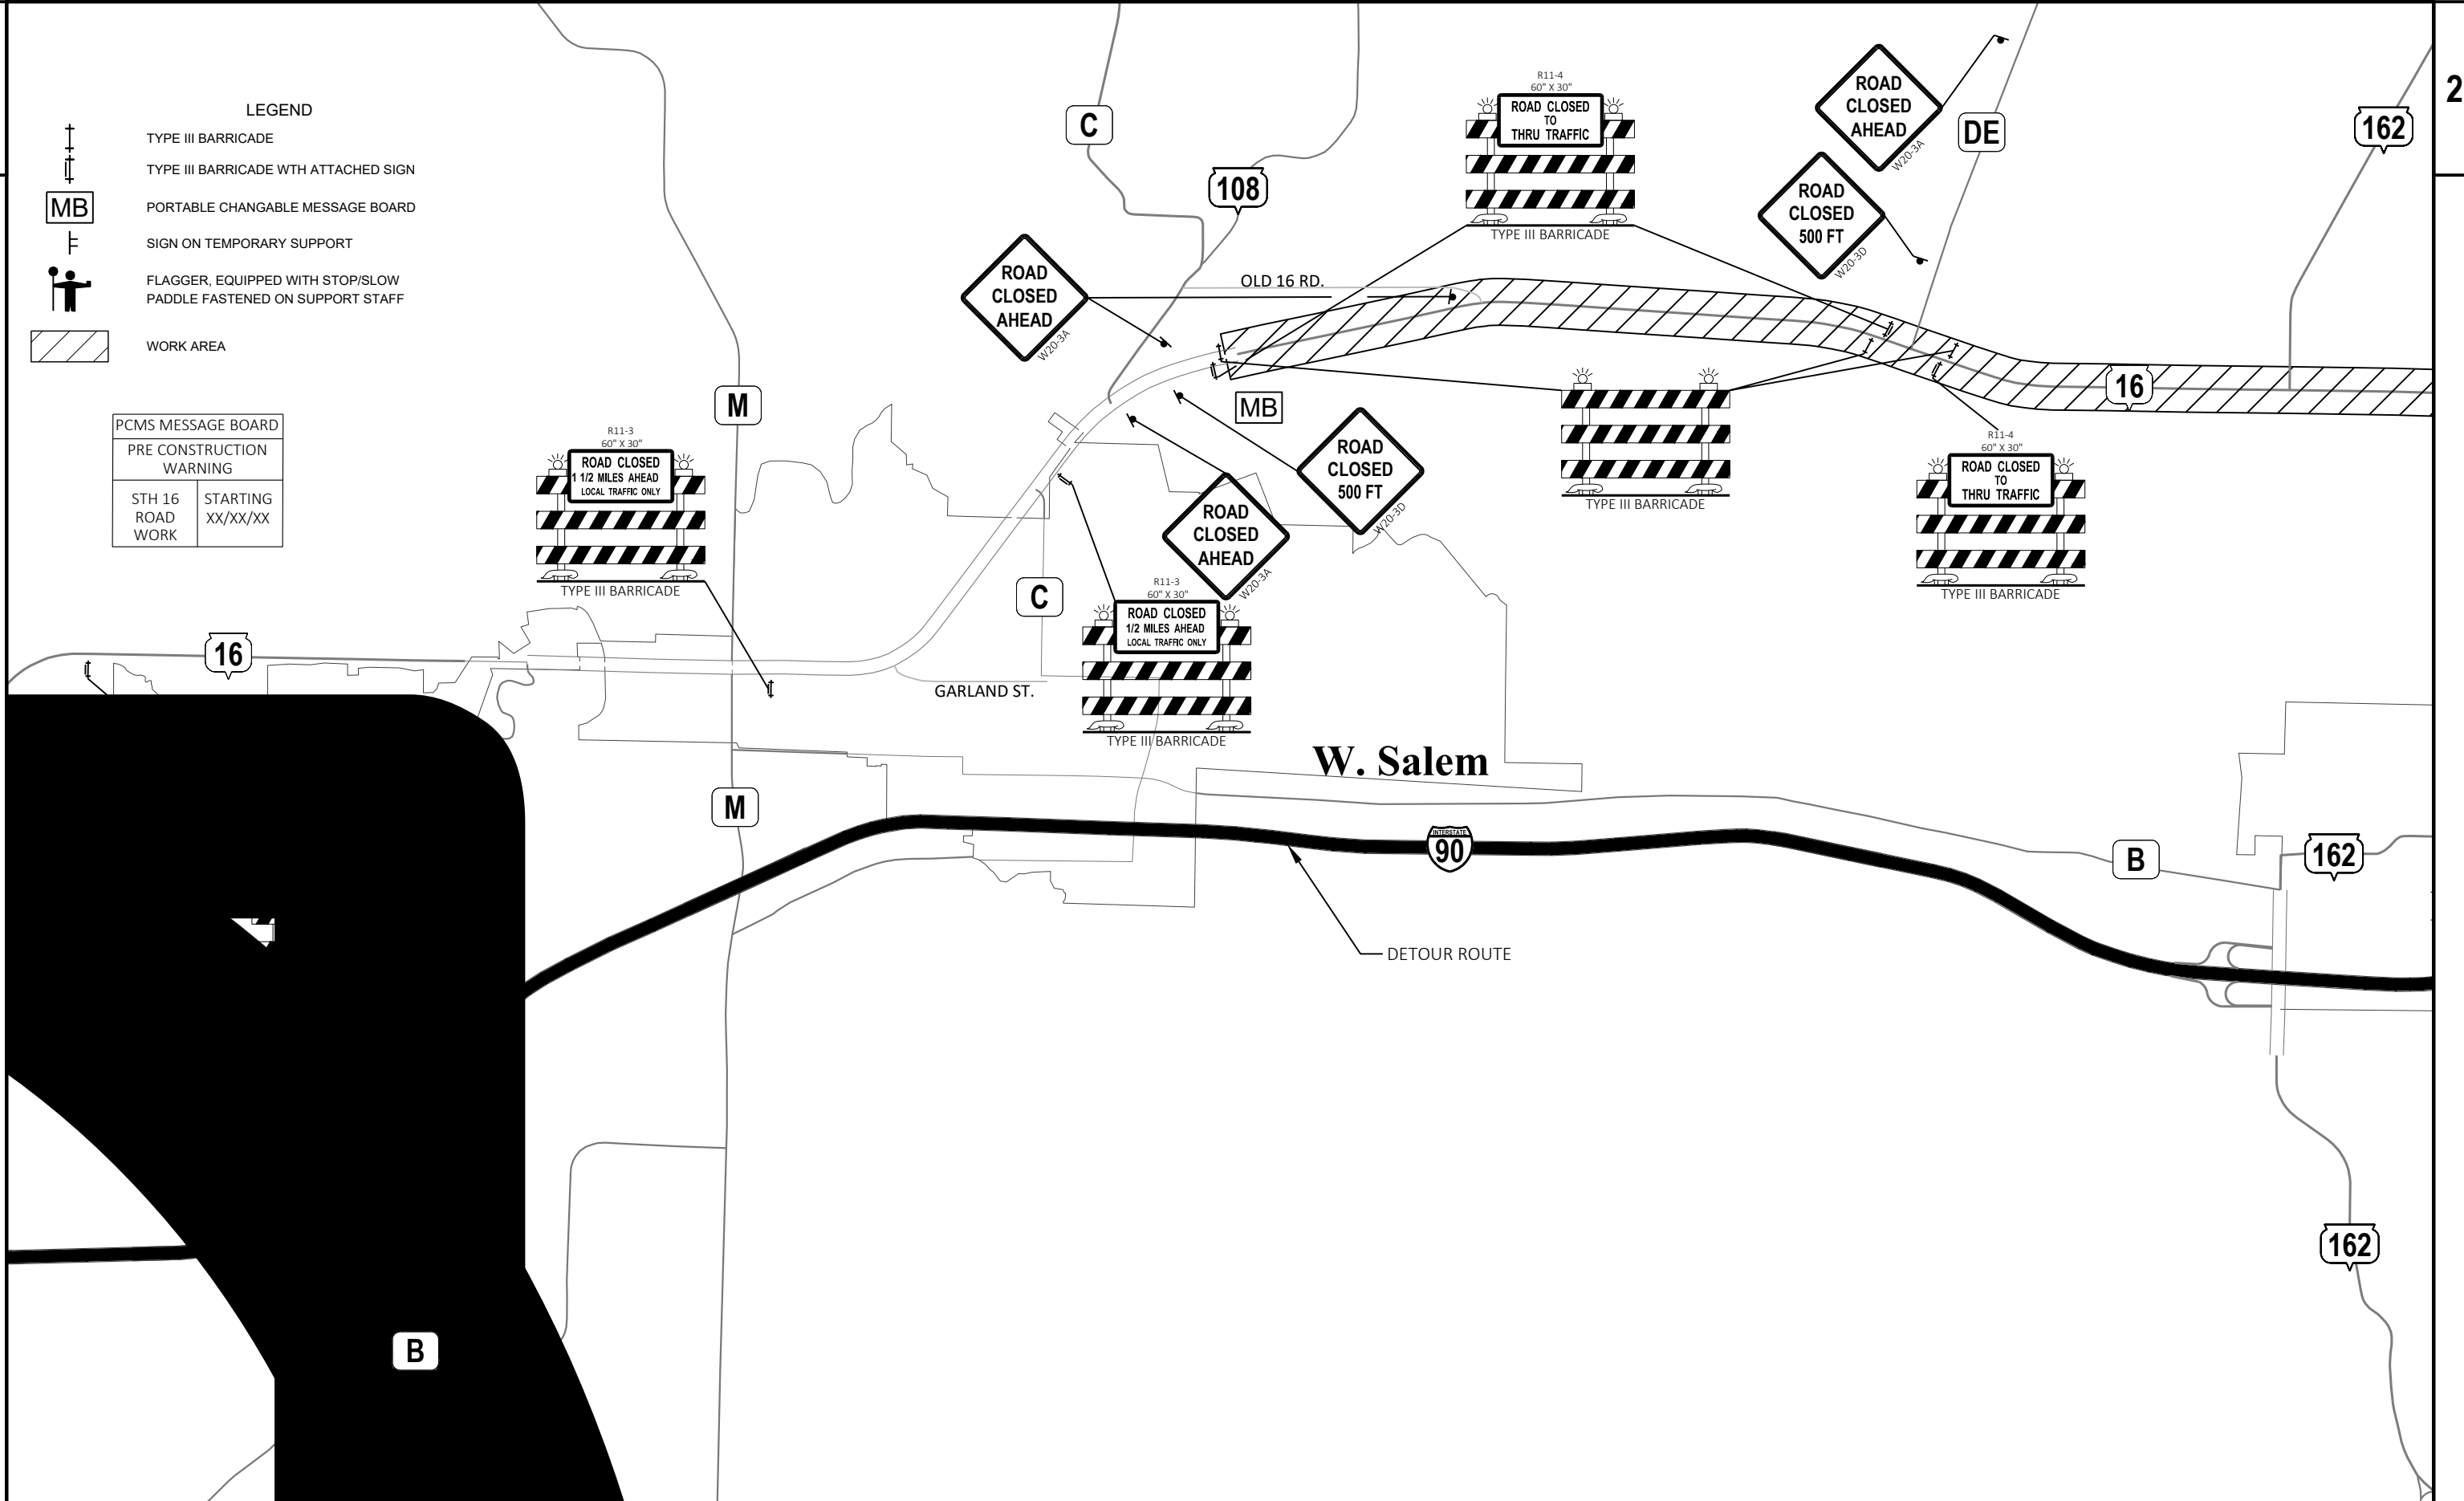 2
LEGEND
TYPE III BARRICADE
TYPE III BARRICADE WTH ATTACHED SIGN
MB
PORTABLE CHANGABLE MESSAGE BOARD
SIGN ON TEMPORARY SUPPORT
FLAGGER, EQUIPPED WITH STOP/SLOW
PADDLE FASTENED ON SUPPORT STAFF
WORK AREA
PCMS MESSAGE BOARD
PRE CONSTRUCTION
WARNING
STH 16
ROAD
WORK
STARTING
XX/XX/XX
C
108
R11-4
60" X 30"
ROAD CLOSED
TO
THRU TRAFFIC
TYPE III BARRICADE
ROAD
CLOSED
AHEAD
W20-3A
DE
162
ROAD
CLOSED
500 FT
W20-3D
ROAD
CLOSED
AHEAD
W20-3A
OLD 16 RD.
M
MB
16
R11-3
60" X 30"
ROAD CLOSED
1 1/2 MILES AHEAD
LOCAL TRAFFIC ONLY
TYPE III BARRICADE
ROAD
CLOSED
500 FT
W20-3D
ROAD
CLOSED
AHEAD
W20-3A
TYPE III BARRICADE
R11-4
60" X 30"
ROAD CLOSED
TO
THRU TRAFFIC
TYPE III BARRICADE
C
R11-3
60" X 30"
ROAD CLOSED
1/2 MILES AHEAD
LOCAL TRAFFIC ONLY
TYPE III BARRICADE
16
GARLAND ST.
W. Salem
M
INTERSTATE
90
B
162
DETOUR ROUTE
162
B